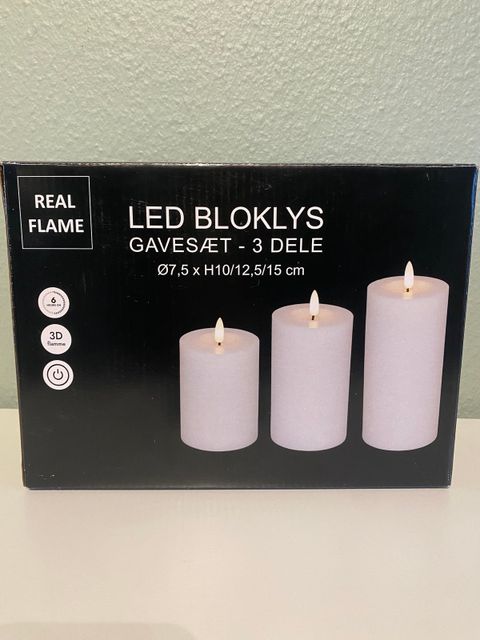 REAL
FLAME
LED BLOKLYS
GAVESÆT - 3 DELE
Ø7,5 x H10/12,5/15 cm
6
3D
flamme